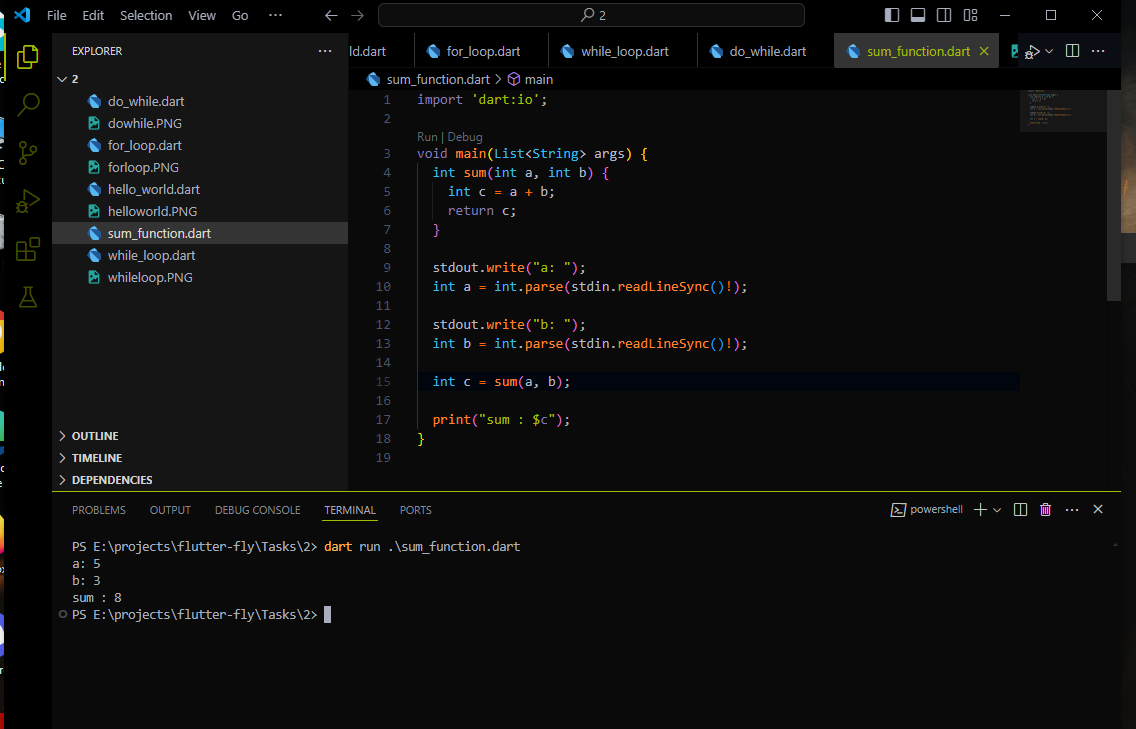 File Edit Selection View Go ··· 2
EXPLORER ···
2
do_while.dart
dowhile.PNG
for_loop.dart
forloop.PNG
hello_world.dart
helloworld.PNG
sum_function.dart
while_loop.dart
whileloop.PNG
OUTLINE
TIMELINE
DEPENDENCIES
ld.dart for_loop.dart while_loop.dart do_while.dart sum_function.dart ···
sum_function.dart > main
1 import 'dart:io';
2
Run | Debug
3 void main(List<String> args) {
4 int sum(int a, int b) {
5 int c = a + b;
6 return c;
7 }
8
9 stdout.write("a: ");
10 int a = int.parse(stdin.readLineSync()!);
11
12 stdout.write("b: ");
13 int b = int.parse(stdin.readLineSync()!);
14
15 int c = sum(a, b);
16
17 print("sum : $c");
18 }
19
PROBLEMS OUTPUT DEBUG CONSOLE TERMINAL PORTS powershell ···
PS E:\projects\flutter-fly\Tasks\2> dart run .\sum_function.dart
a: 5
b: 3
sum : 8
PS E:\projects\flutter-fly\Tasks\2>